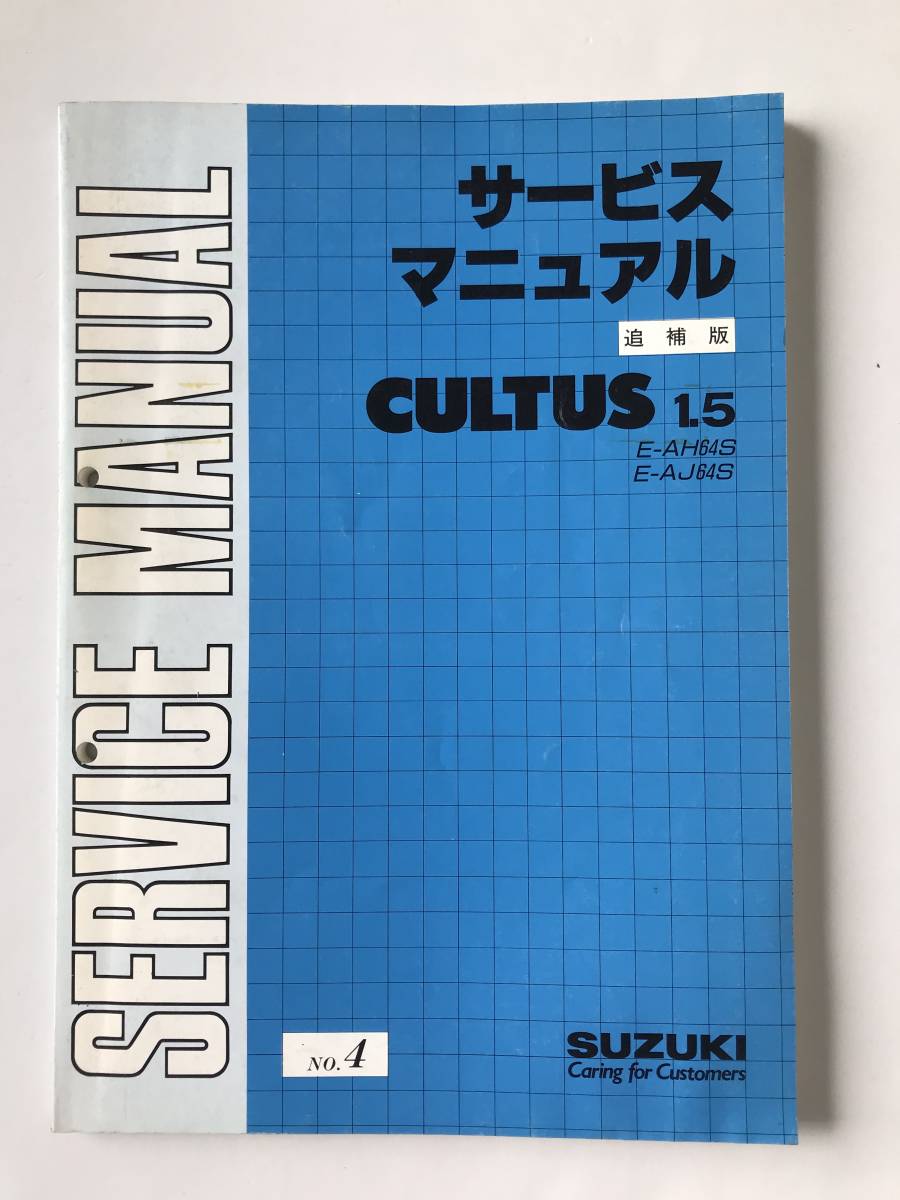 SERVICE MANUAL
サービス
マニュアル
追補版
CULTUS 1.5
E-AH64S
E-AJ64S
NO. 4
SUZUKI
Caring for Customers